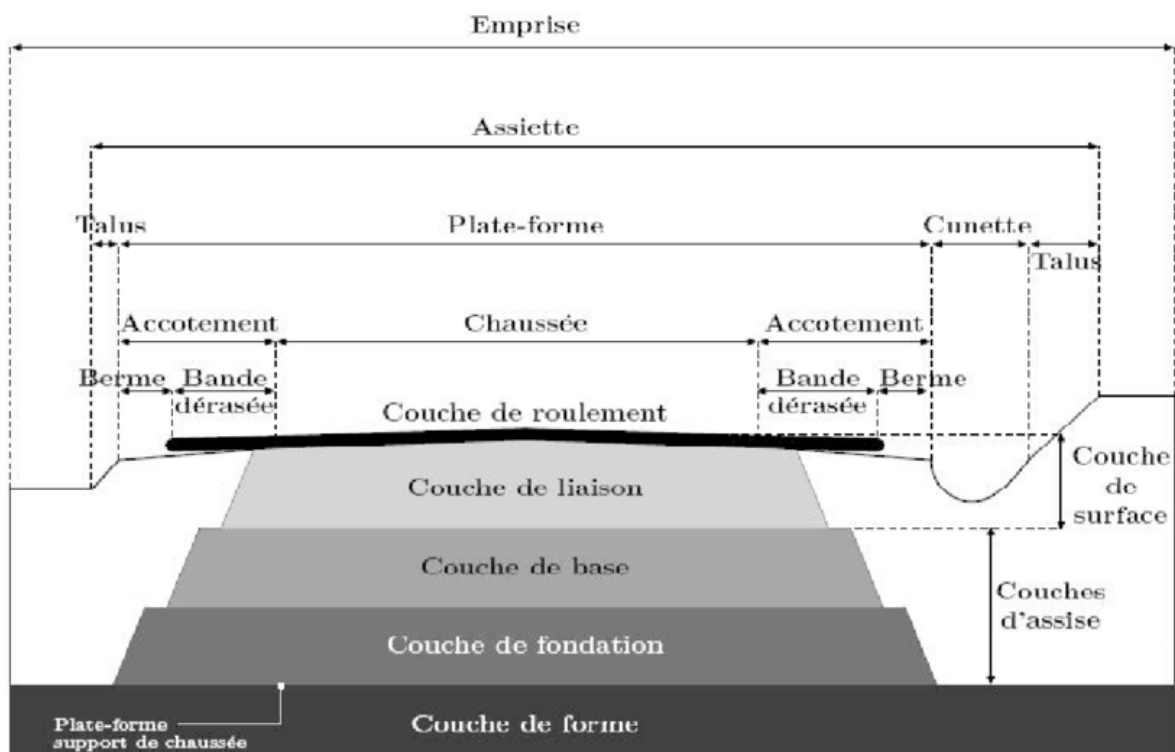 Emprise
Assiette
Talus
Plate-forme
Cunette
Talus
Accotement
Chaussée
Accotement
Berme
Bande
dérasée
Bande
dérasée
Berme
Couche de roulement
Couche de liaison
Couche
de
surface
Couche de base
Couches
d'assise
Couche de fondation
Plate-forme
support de chaussée
Couche de forme